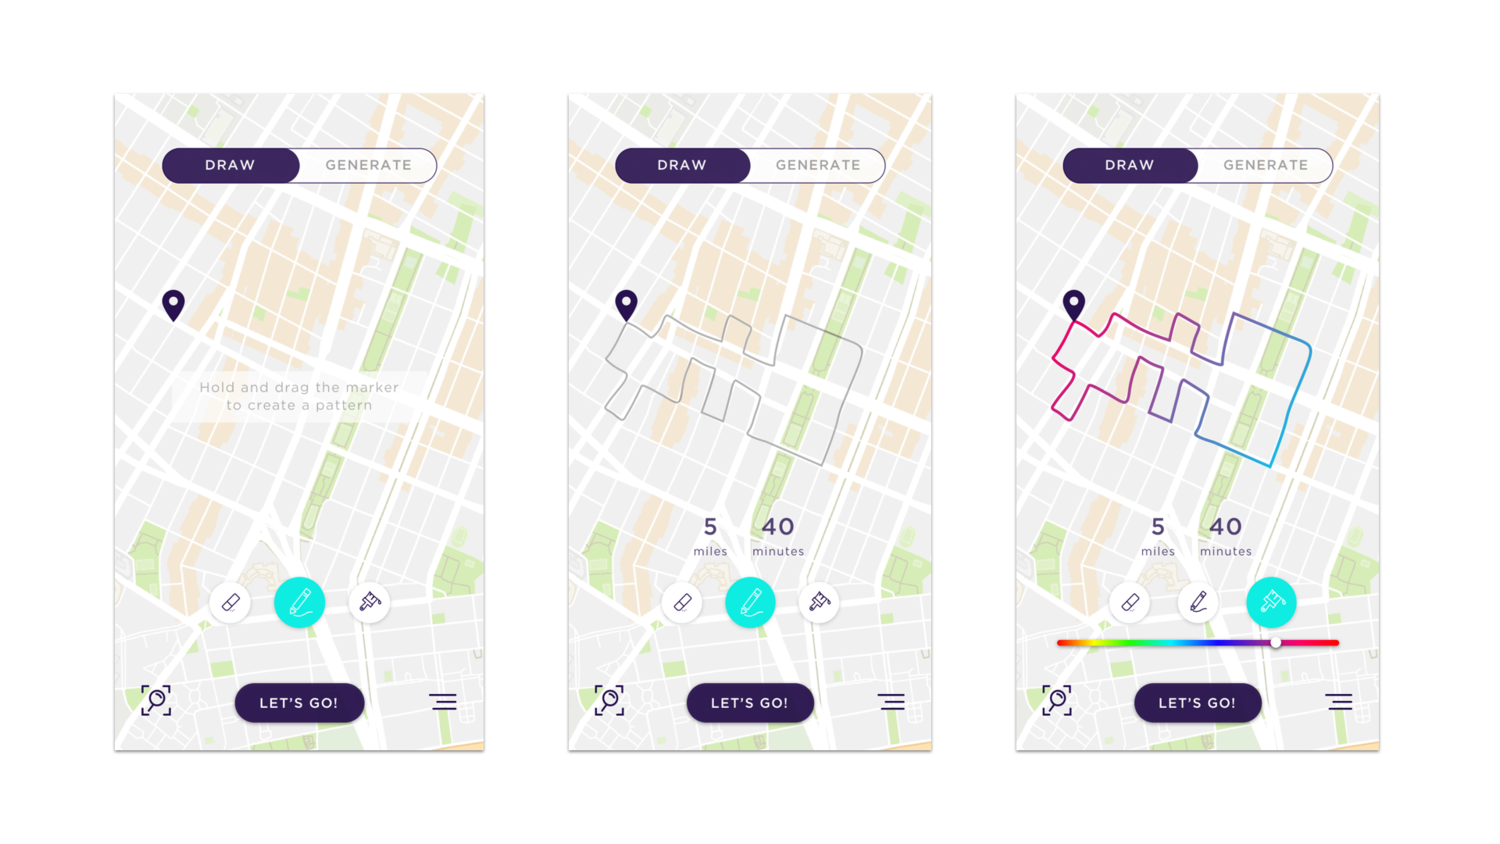 DRAW GENERATE
Hold and drag the marker
to create a pattern
LET'S GO!
DRAW GENERATE
5 40
miles minutes
LET'S GO!
DRAW GENERATE
5 40
miles minutes
LET'S GO!